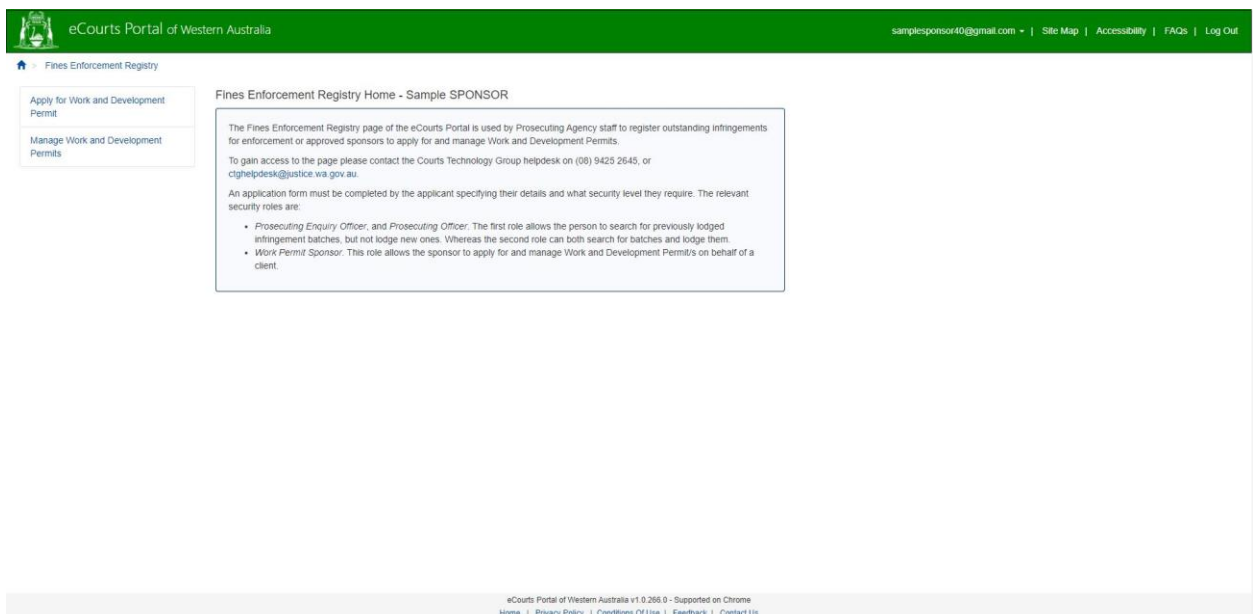 eCourts Portal of Western Australia
samplesponsor40@gmail.com | Site Map | Accessibility | FAQs | Log Out
> Fines Enforcement Registry
Apply for Work and Development
Permit
Manage Work and Development
Permits
Fines Enforcement Registry Home - Sample SPONSOR
The Fines Enforcement Registry page of the eCourts Portal is used by Prosecuting Agency staff to register outstanding infringements
for enforcement or approved sponsors to apply for and manage Work and Development Permits.
To gain access to the page please contact the Courts Technology Group helpdesk on (08) 9425 2645, or
ctghelpdesk@justice.wa.gov.au.
An application form must be completed by the applicant specifying their details and what security level they require. The relevant
security roles are:
• Prosecuting Enquiry Officer, and Prosecuting Officer. The first role allows the person to search for previously lodged
infringement batches, but not lodge new ones. Whereas the second role can both search for batches and lodge them.
• Work Permit Sponsor. This role allows the sponsor to apply for and manage Work and Development Permit/s on behalf of a
client.
eCourts Portal of Western Australia v1.0.266.0 - Supported on Chrome
Home | Privacy Policy | Conditions Of Use | Feedback | Contact Us